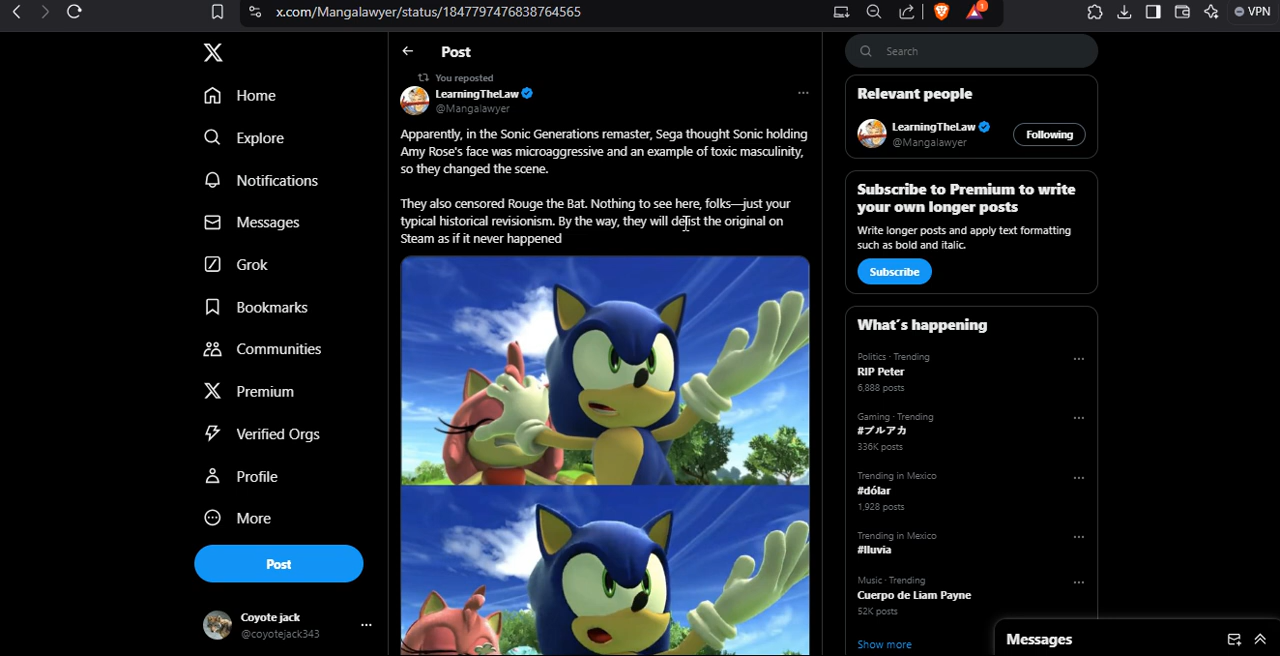 x.com/Mangalawyer/status/1847797476838764565
1
VPN
Home
Explore
Notifications
Messages
Grok
Bookmarks
Communities
Premium
Verified Orgs
Profile
More
Post
Coyote jack
@coyotejack343
Post
You reposted
LearningTheLaw
@Mangalawyer
Apparently, in the Sonic Generations remaster, Sega thought Sonic holding
Amy Rose's face was microaggressive and an example of toxic masculinity,
so they changed the scene.
They also censored Rouge the Bat. Nothing to see here, folks—just your
typical historical revisionism. By the way, they will delist the original on
Steam as if it never happened
Search
Relevant people
LearningTheLaw
@Mangalawyer
Following
Subscribe to Premium to write
your own longer posts
Write longer posts and apply text formatting
such as bold and italic.
Subscribe
What's happening
Politics · Trending
RIP Peter
6,888 posts
Gaming · Trending
#ブルアカ
336K posts
Trending in Mexico
#dólar
1,928 posts
Trending in Mexico
#lluvia
Music · Trending
Cuerpo de Liam Payne
52K posts
Show more
Messages